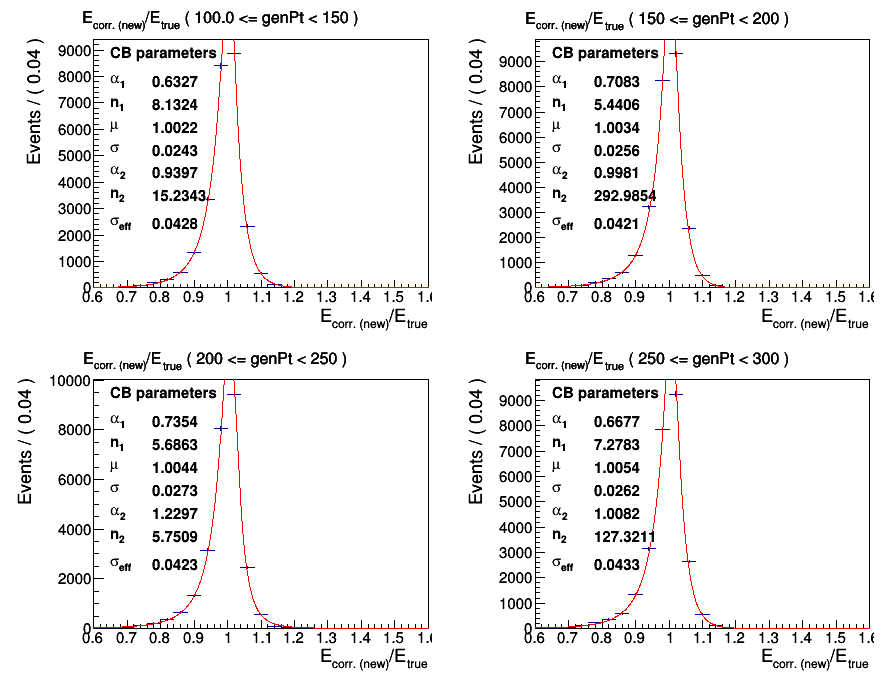 E_corr. (new)/E_true ( 100.0 <= genPt < 150)
Events / ( 0.04 )
9000
8000
7000
6000
5000
4000
3000
2000
1000
0
CB parameters
α1 0.6327
n1 8.1324
μ 1.0022
σ 0.0243
α2 0.9397
n2 15.2343
σeff 0.0428
0.6 0.7 0.8 0.9 1 1.1 1.2 1.3 1.4 1.5 1.6
E_corr. (new)/E_true
E_corr. (new)/E_true ( 150 <= genPt < 200)
Events / ( 0.04 )
9000
8000
7000
6000
5000
4000
3000
2000
1000
0
CB parameters
α1 0.7083
n1 5.4406
μ 1.0034
σ 0.0256
α2 0.9981
n2 292.9854
σeff 0.0421
0.6 0.7 0.8 0.9 1 1.1 1.2 1.3 1.4 1.5 1.6
E_corr. (new)/E_true
E_corr. (new)/E_true ( 200 <= genPt < 250)
Events / ( 0.04 )
10000
8000
6000
4000
2000
0
CB parameters
α1 0.7354
n1 5.6863
μ 1.0044
σ 0.0273
α2 1.2297
n2 5.7509
σeff 0.0423
0.6 0.7 0.8 0.9 1 1.1 1.2 1.3 1.4 1.5 1.6
E_corr. (new)/E_true
E_corr. (new)/E_true ( 250 <= genPt < 300)
Events / ( 0.04 )
9000
8000
7000
6000
5000
4000
3000
2000
1000
0
CB parameters
α1 0.6677
n1 7.2783
μ 1.0054
σ 0.0262
α2 1.0082
n2 127.3211
σeff 0.0433
0.6 0.7 0.8 0.9 1 1.1 1.2 1.3 1.4 1.5 1.6
E_corr. (new)/E_true